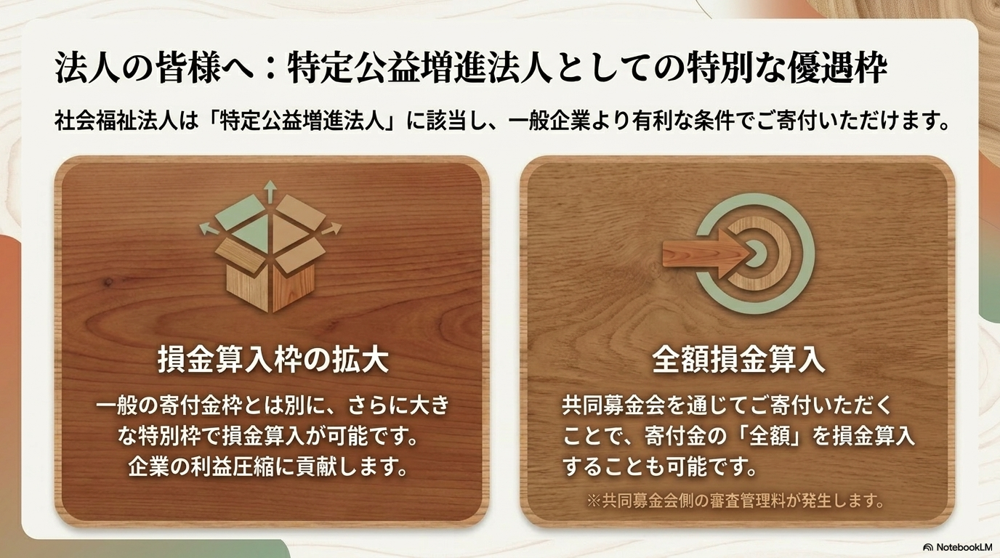 法人の皆様へ：特定公益増進法人としての特別な優遇枠
社会福祉法人は「特定公益増進法人」に該当し、一般企業より有利な条件でご寄付いただけます。
損金算入枠の拡大
一般の寄付金枠とは別に、さらに大き
な特別枠で損金算入が可能です。
企業の利益圧縮に貢献します。
全額損金算入
共同募金会を通じてご寄付いただく
ことで、寄付金の「全額」を損金算入
することも可能です。
※共同募金会側の審査管理料が発生します。
NotebookLM